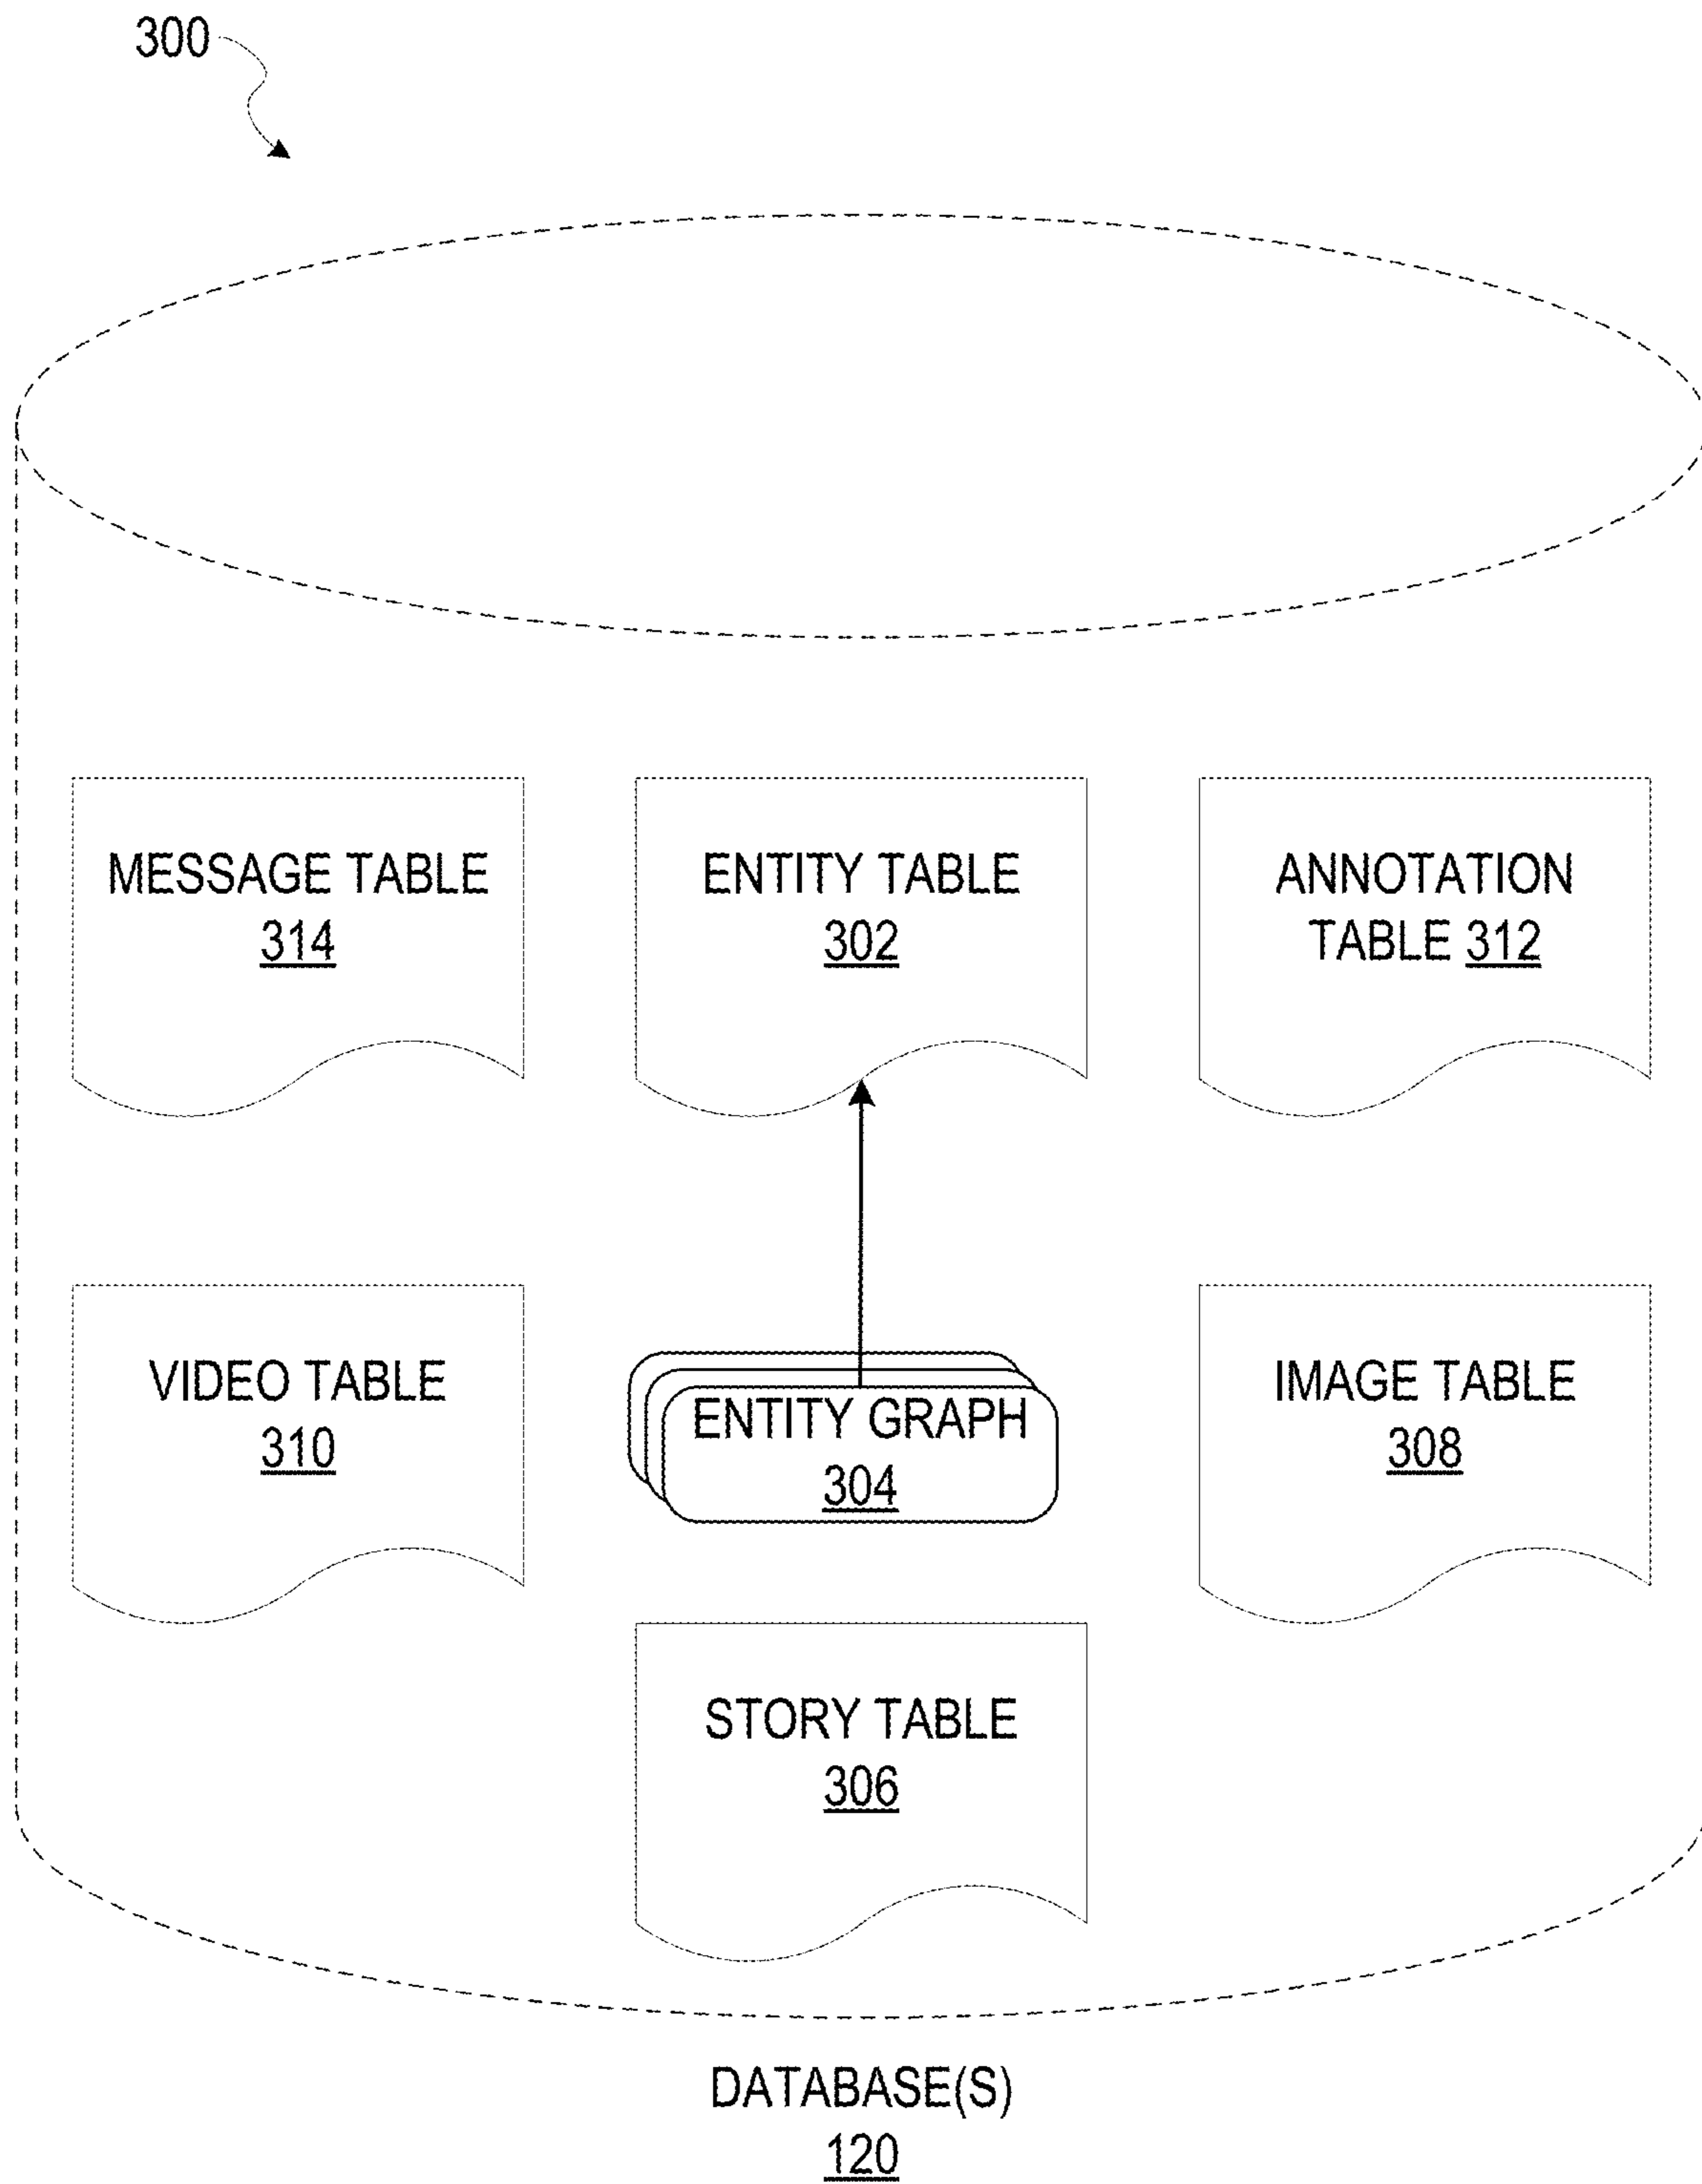 300
MESSAGE TABLE
314
ENTITY TABLE
302
ANNOTATION
TABLE 312
VIDEO TABLE
310
ENTITY GRAPH
304
IMAGE TABLE
308
STORY TABLE
306
DATABASE(S)
120